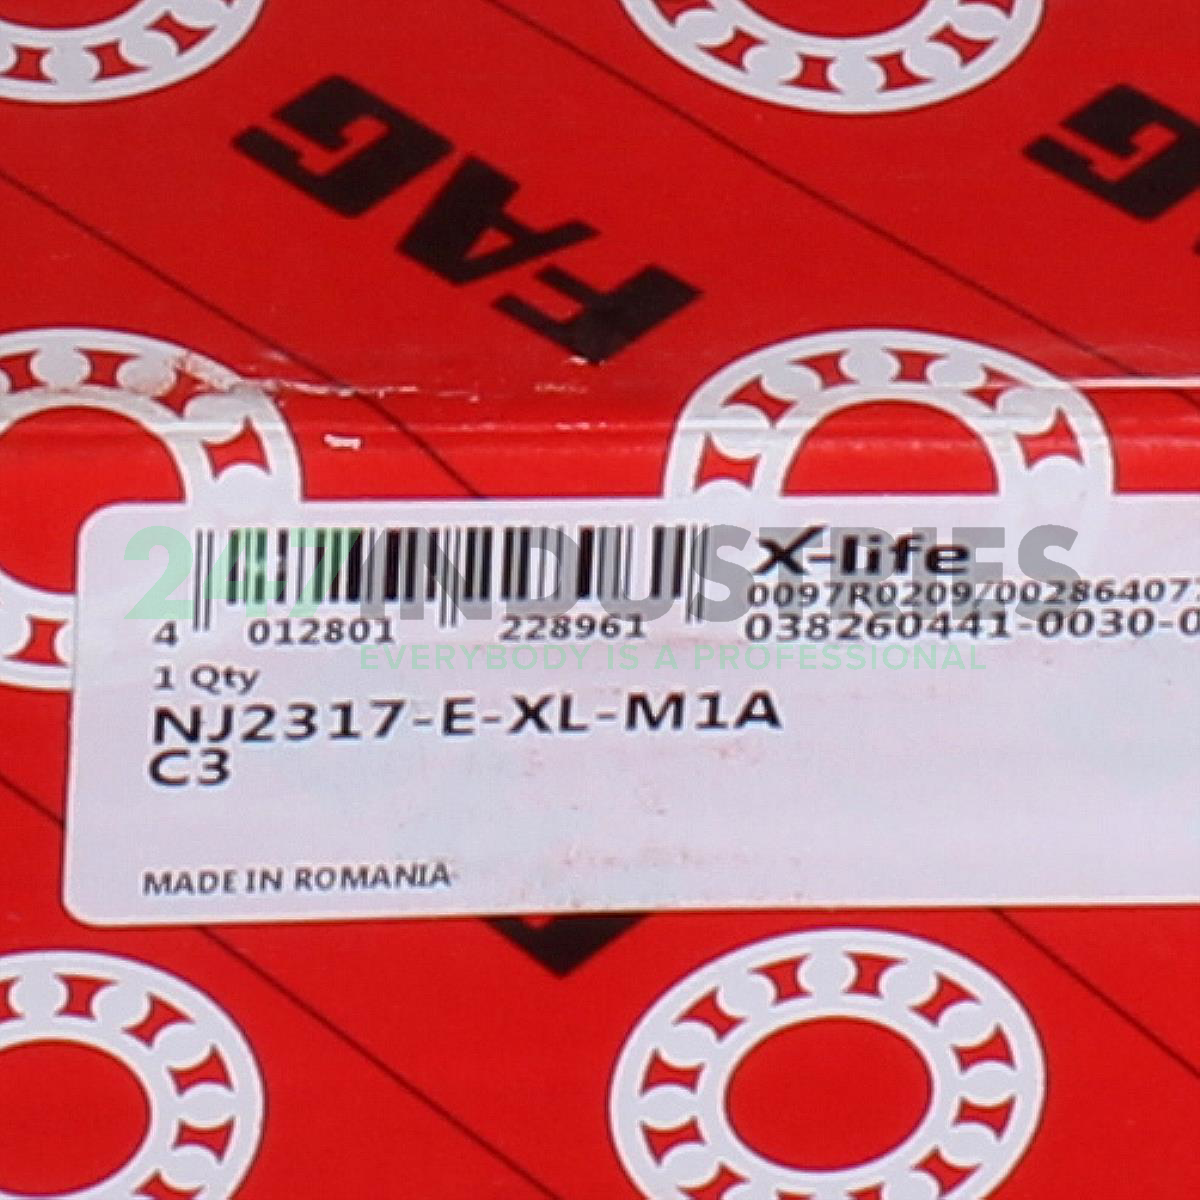 FAG
247INDUSTRIES
EVERYBODY IS A PROFESSIONAL
X-life
0097R0209/00286407
038260441-0030-0
4 012801 228961
1 Qty
NJ2317-E-XL-M1A
C3
MADE IN ROMANIA